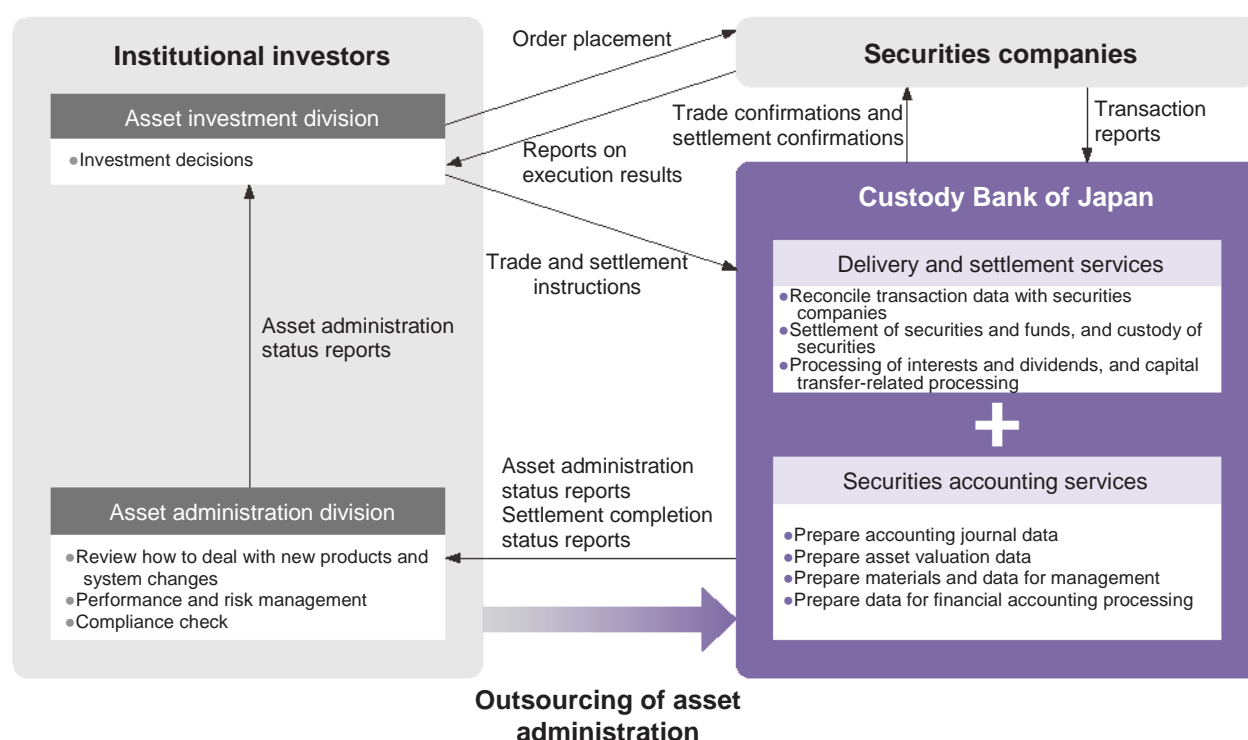 Institutional investors
Asset investment division
●Investment decisions
Order placement
Reports on
execution results
Trade and settlement
instructions
Securities companies
Trade confirmations and
settlement confirmations
Transaction
reports
Asset administration
status reports
Asset administration division
●Review how to deal with new products and
system changes
●Performance and risk management
●Compliance check
Asset administration
status reports
Settlement completion
status reports
Custody Bank of Japan
Delivery and settlement services
●Reconcile transaction data with securities
companies
●Settlement of securities and funds, and custody of
securities
●Processing of interests and dividends, and capital
transfer-related processing
+
Securities accounting services
●Prepare accounting journal data
●Prepare asset valuation data
●Prepare materials and data for management
●Prepare data for financial accounting processing
Outsourcing of asset
administration